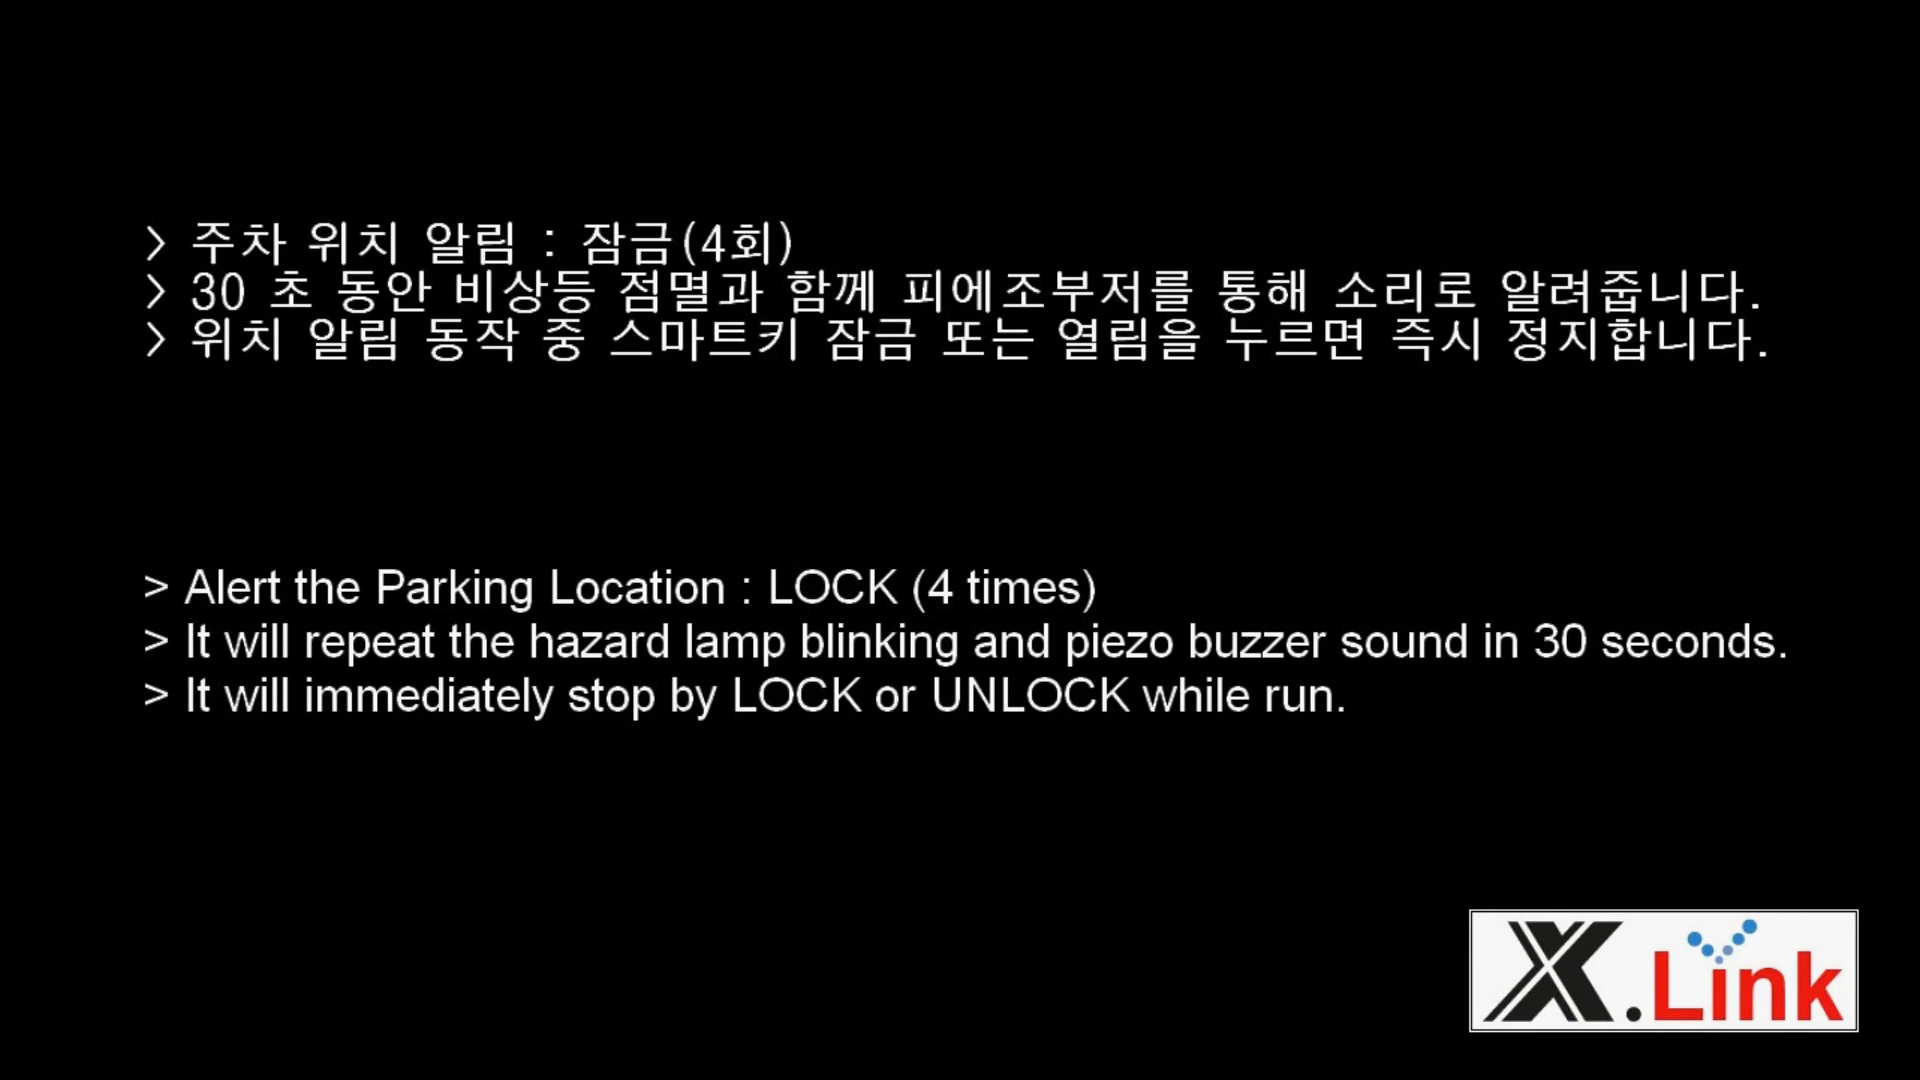 > 주차 위치 알림 : 잠금(4회)
> 30 초 동안 비상등 점멸과 함께 피에조부저를 통해 소리로 알려줍니다.
> 위치 알림 동작 중 스마트키 잠금 또는 열림을 누르면 즉시 정지합니다.
> Alert the Parking Location : LOCK (4 times)
> It will repeat the hazard lamp blinking and piezo buzzer sound in 30 seconds.
> It will immediately stop by LOCK or UNLOCK while run.
X.Link